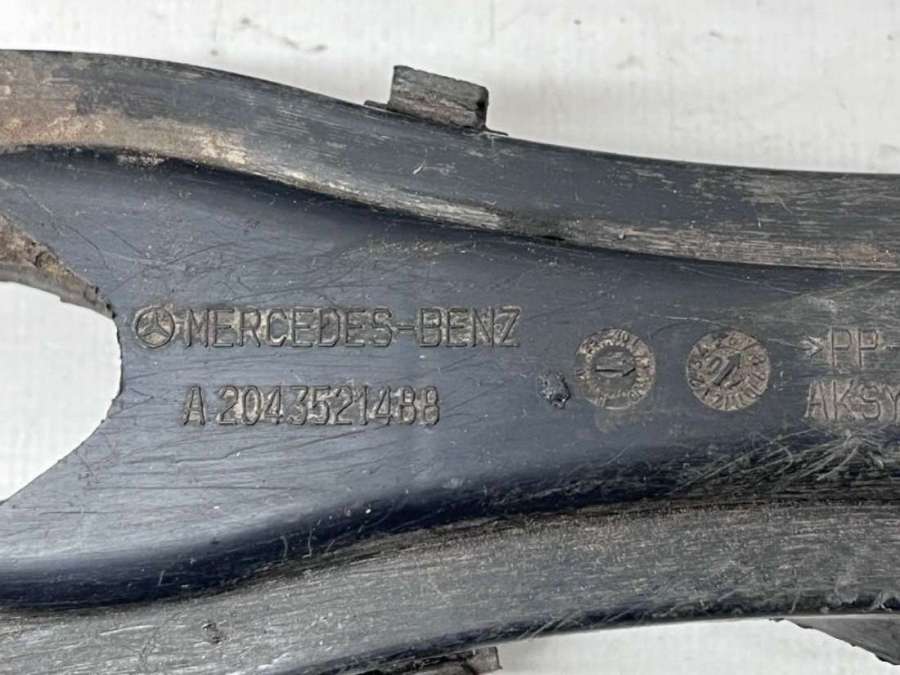 MERCEDES-BENZ
A 2043521488
>PP-
AKSY